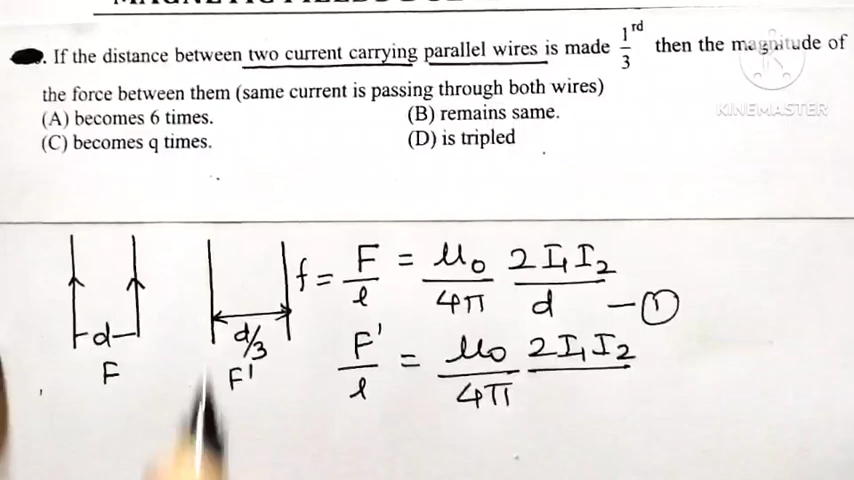 . If the distance between two current carrying parallel wires is made 1/3 rd then the magnitude of
the force between them (same current is passing through both wires)
(A) becomes 6 times. (B) remains same.
(C) becomes q times. (D) is tripled
KINEMASTER
d
F
d/3
F'
f = F/l = μ₀/4π 2I₁I₂/d —①
F'/l = μ₀/4π 2I₁I₂